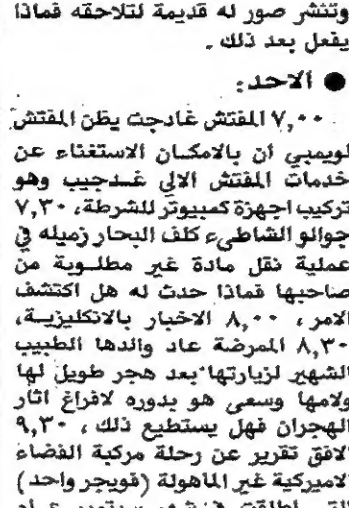 وتنشر صور له قديمة لتلاحقه فماذا
يفعل بعد ذلك .
● الاحد :
٧,٠٠ المفتش غادجت يظن المفتش
لويمبي ان بالامكان الاستغناء عن
خدمات المفتش الالي غدجيب وهو
تركيب اجهزة كمبيوتر للشرطة ، ٧,٣٠
جوالو الشاطيء كلف البحار زميله في
عملية نقل مادة غير مطلوبة من
صاحبها فماذا حدث له هل اكتشف
الامر ، ٨,٠٠ الاخبار بالانكليزية ،
٨,٣٠ الممرضة عاد والدها الطبيب
الشهير لزيارتها بعد هجر طويل لها
ولامها وسعى هو بدوره لافراغ اثار
الهجران فهل يستطيع ذلك ، ٩,٣٠
الافق تقرير عن رحلة مركبة الفضاء
الاميركية غير الماهولة (فويجر واحد)